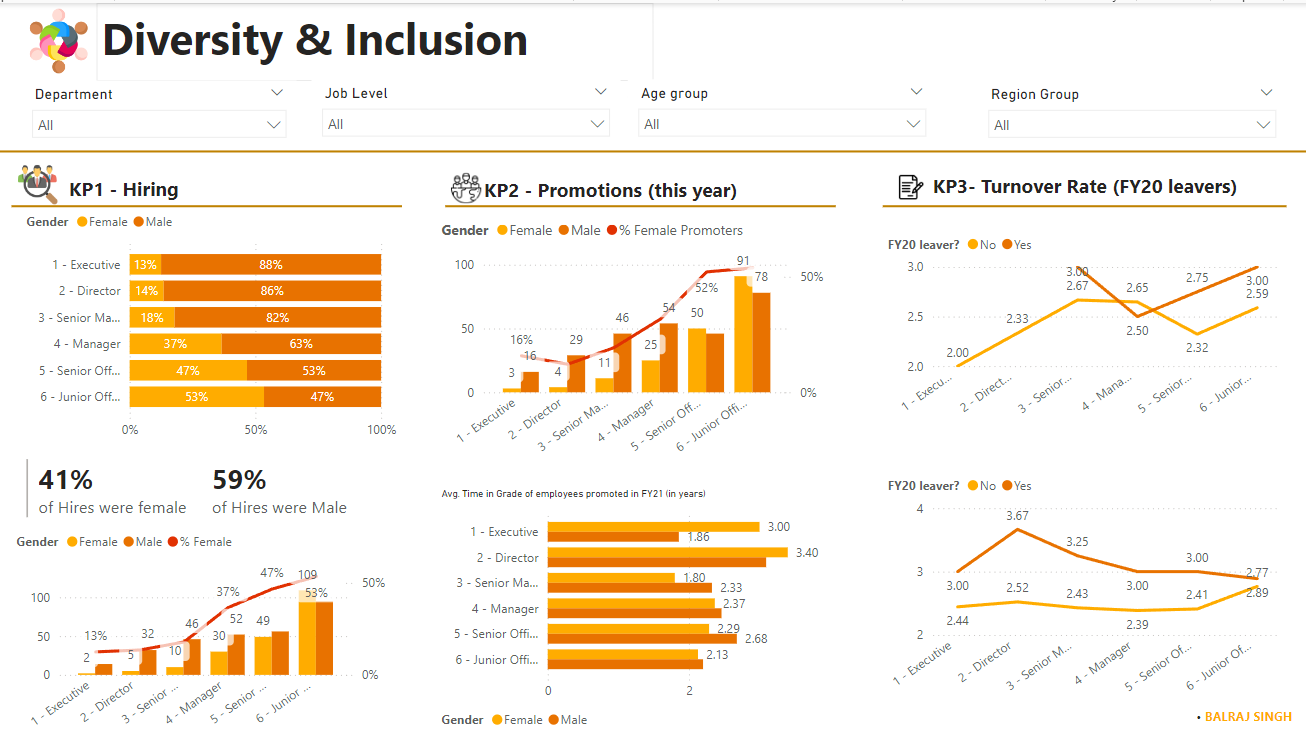 Diversity & Inclusion
Department
Job Level
Age group
Region Group
All
All
All
All
KP1 - Hiring
Gender Female Male
1 - Executive 13% 88%
2 - Director 14% 86%
3 - Senior Ma... 18% 82%
4 - Manager 37% 63%
5 - Senior Off... 47% 53%
6 - Junior Off... 53% 47%
0% 50% 100%
41%
of Hires were female
59%
of Hires were Male
Gender Female Male % Female
100
50
0
50%
0%
13% 37% 47% 53%
2 5 32 10 46 30 52 49 109
1 - Executive
2 - Director
3 - Senior ...
4 - Manager
5 - Senior ...
6 - Junior ...
KP2 - Promotions (this year)
Gender Female Male % Female Promoters
100
50
0
50%
0%
16% 52%
3 16 4 29 11 46 25 54 50 91 78
1 - Executive
2 - Director
3 - Senior Ma...
4 - Manager
5 - Senior Off...
6 - Junior Offi...
Avg. Time in Grade of employees promoted in FY21 (in years)
1 - Executive 3.00 1.86
2 - Director 3.40
3 - Senior Ma... 1.80 2.33
4 - Manager 2.37
5 - Senior Offi... 2.29 2.68
6 - Junior Offi... 2.13
0 2
Gender Female Male
KP3- Turnover Rate (FY20 leavers)
FY20 leaver? No Yes
3.0
2.5
2.0
2.00 2.33 3.00 2.67 2.65 2.50 2.75 2.32 3.00 2.59
1 - Execu...
2 - Direct...
3 - Senior...
4 - Mana...
5 - Senior...
6 - Junior...
FY20 leaver? No Yes
4
3
2
3.00 3.67 3.25 3.00 3.00 2.77
2.44 2.52 2.43 2.39 2.41 2.89
1 - Executive
2 - Director
3 - Senior M...
4 - Manager
5 - Senior Of...
6 - Junior Of...
• BALRAJ SINGH